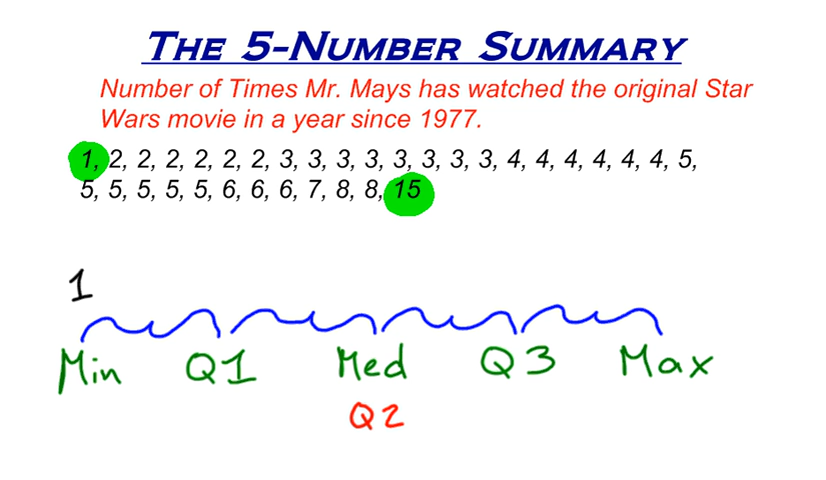 THE 5-NUMBER SUMMARY
Number of Times Mr. Mays has watched the original Star
Wars movie in a year since 1977.
1, 2, 2, 2, 2, 2, 2, 3, 3, 3, 3, 3, 3, 3, 3, 4, 4, 4, 4, 4, 4, 5,
5, 5, 5, 5, 5, 6, 6, 6, 7, 8, 8, 15
1
Min Q1 Med Q3 Max
Q2